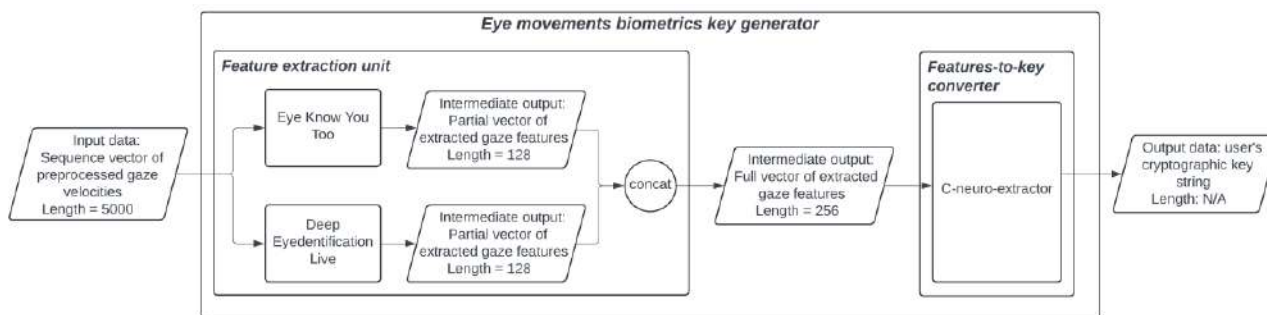 Eye movements biometrics key generator
Feature extraction unit
Features-to-key
converter
Input data:
Sequence vector of
preprocessed gaze
velocities
Length = 5000
Eye Know You
Too
Intermediate output:
Partial vector of
extracted gaze features
Length = 128
Deep
Eyedentification
Live
Intermediate output:
Partial vector of
extracted gaze features
Length = 128
concat
Intermediate output:
Full vector of extracted
gaze features
Length = 256
C-neuro-extractor
Output data: user's
cryptographic key
string
Length: N/A